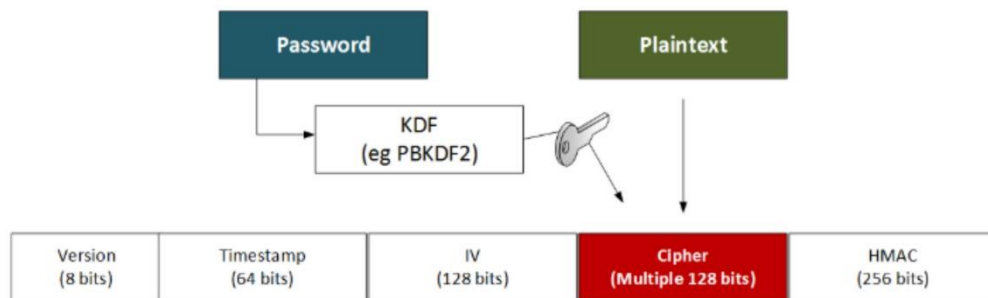 Password
Plaintext
KDF
(eg PBKDF2)
Version
(8 bits)
Timestamp
(64 bits)
IV
(128 bits)
Cipher
(Multiple 128 bits)
HMAC
(256 bits)